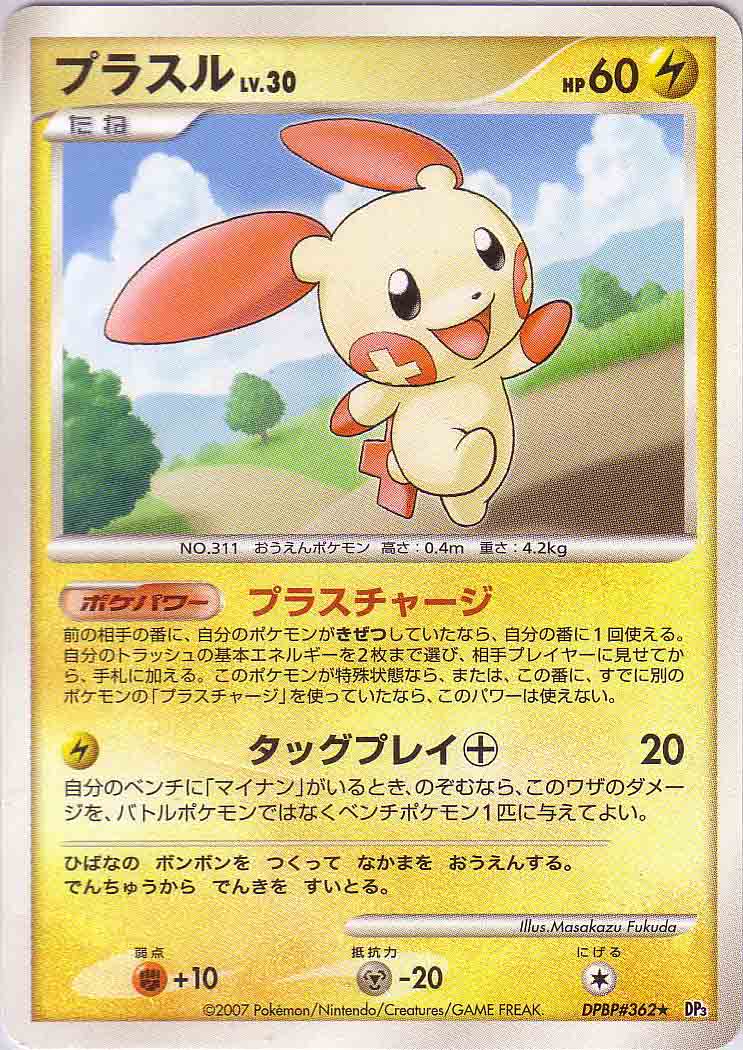 プラスル LV.30 HP60
たね
NO.311 おうえんポケモン 高さ：0.4m 重さ：4.2kg
ポケパワー プラスチャージ
前の相手の番に、自分のポケモンがきぜつしていたなら、自分の番に1回使える。
自分のトラッシュの基本エネルギーを2枚まで選び、相手プレイヤーに見せてか
ら、手札に加える。このポケモンが特殊状態なら、または、この番に、すでに別の
ポケモンの「プラスチャージ」を使っていたなら、このパワーは使えない。
タッグプレイ⊕ 20
自分のベンチに「マイナン」がいるとき、のぞむなら、このワザのダメー
ジを、バトルポケモンではなくベンチポケモン1匹に与えてよい。
ひばなの ボンボンを つくって なかまを おうえんする。
でんちゅうから でんきを すいとる。
Illus.Masakazu Fukuda
弱点 抵抗力 にげる
+10 -20
©2007 Pokémon/Nintendo/Creatures/GAME FREAK. DPBP#362★ DP3